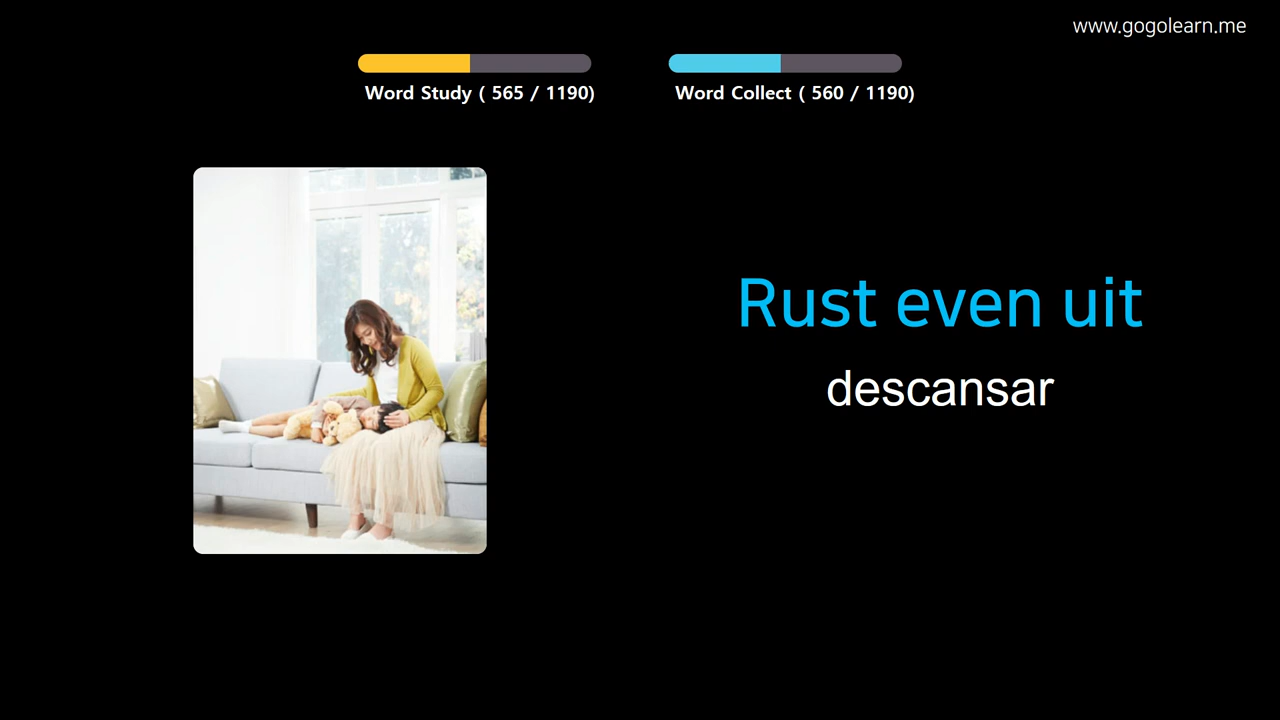 www.gogolearn.me
Word Study ( 565 / 1190)
Word Collect ( 560 / 1190)
Rust even uit
descansar